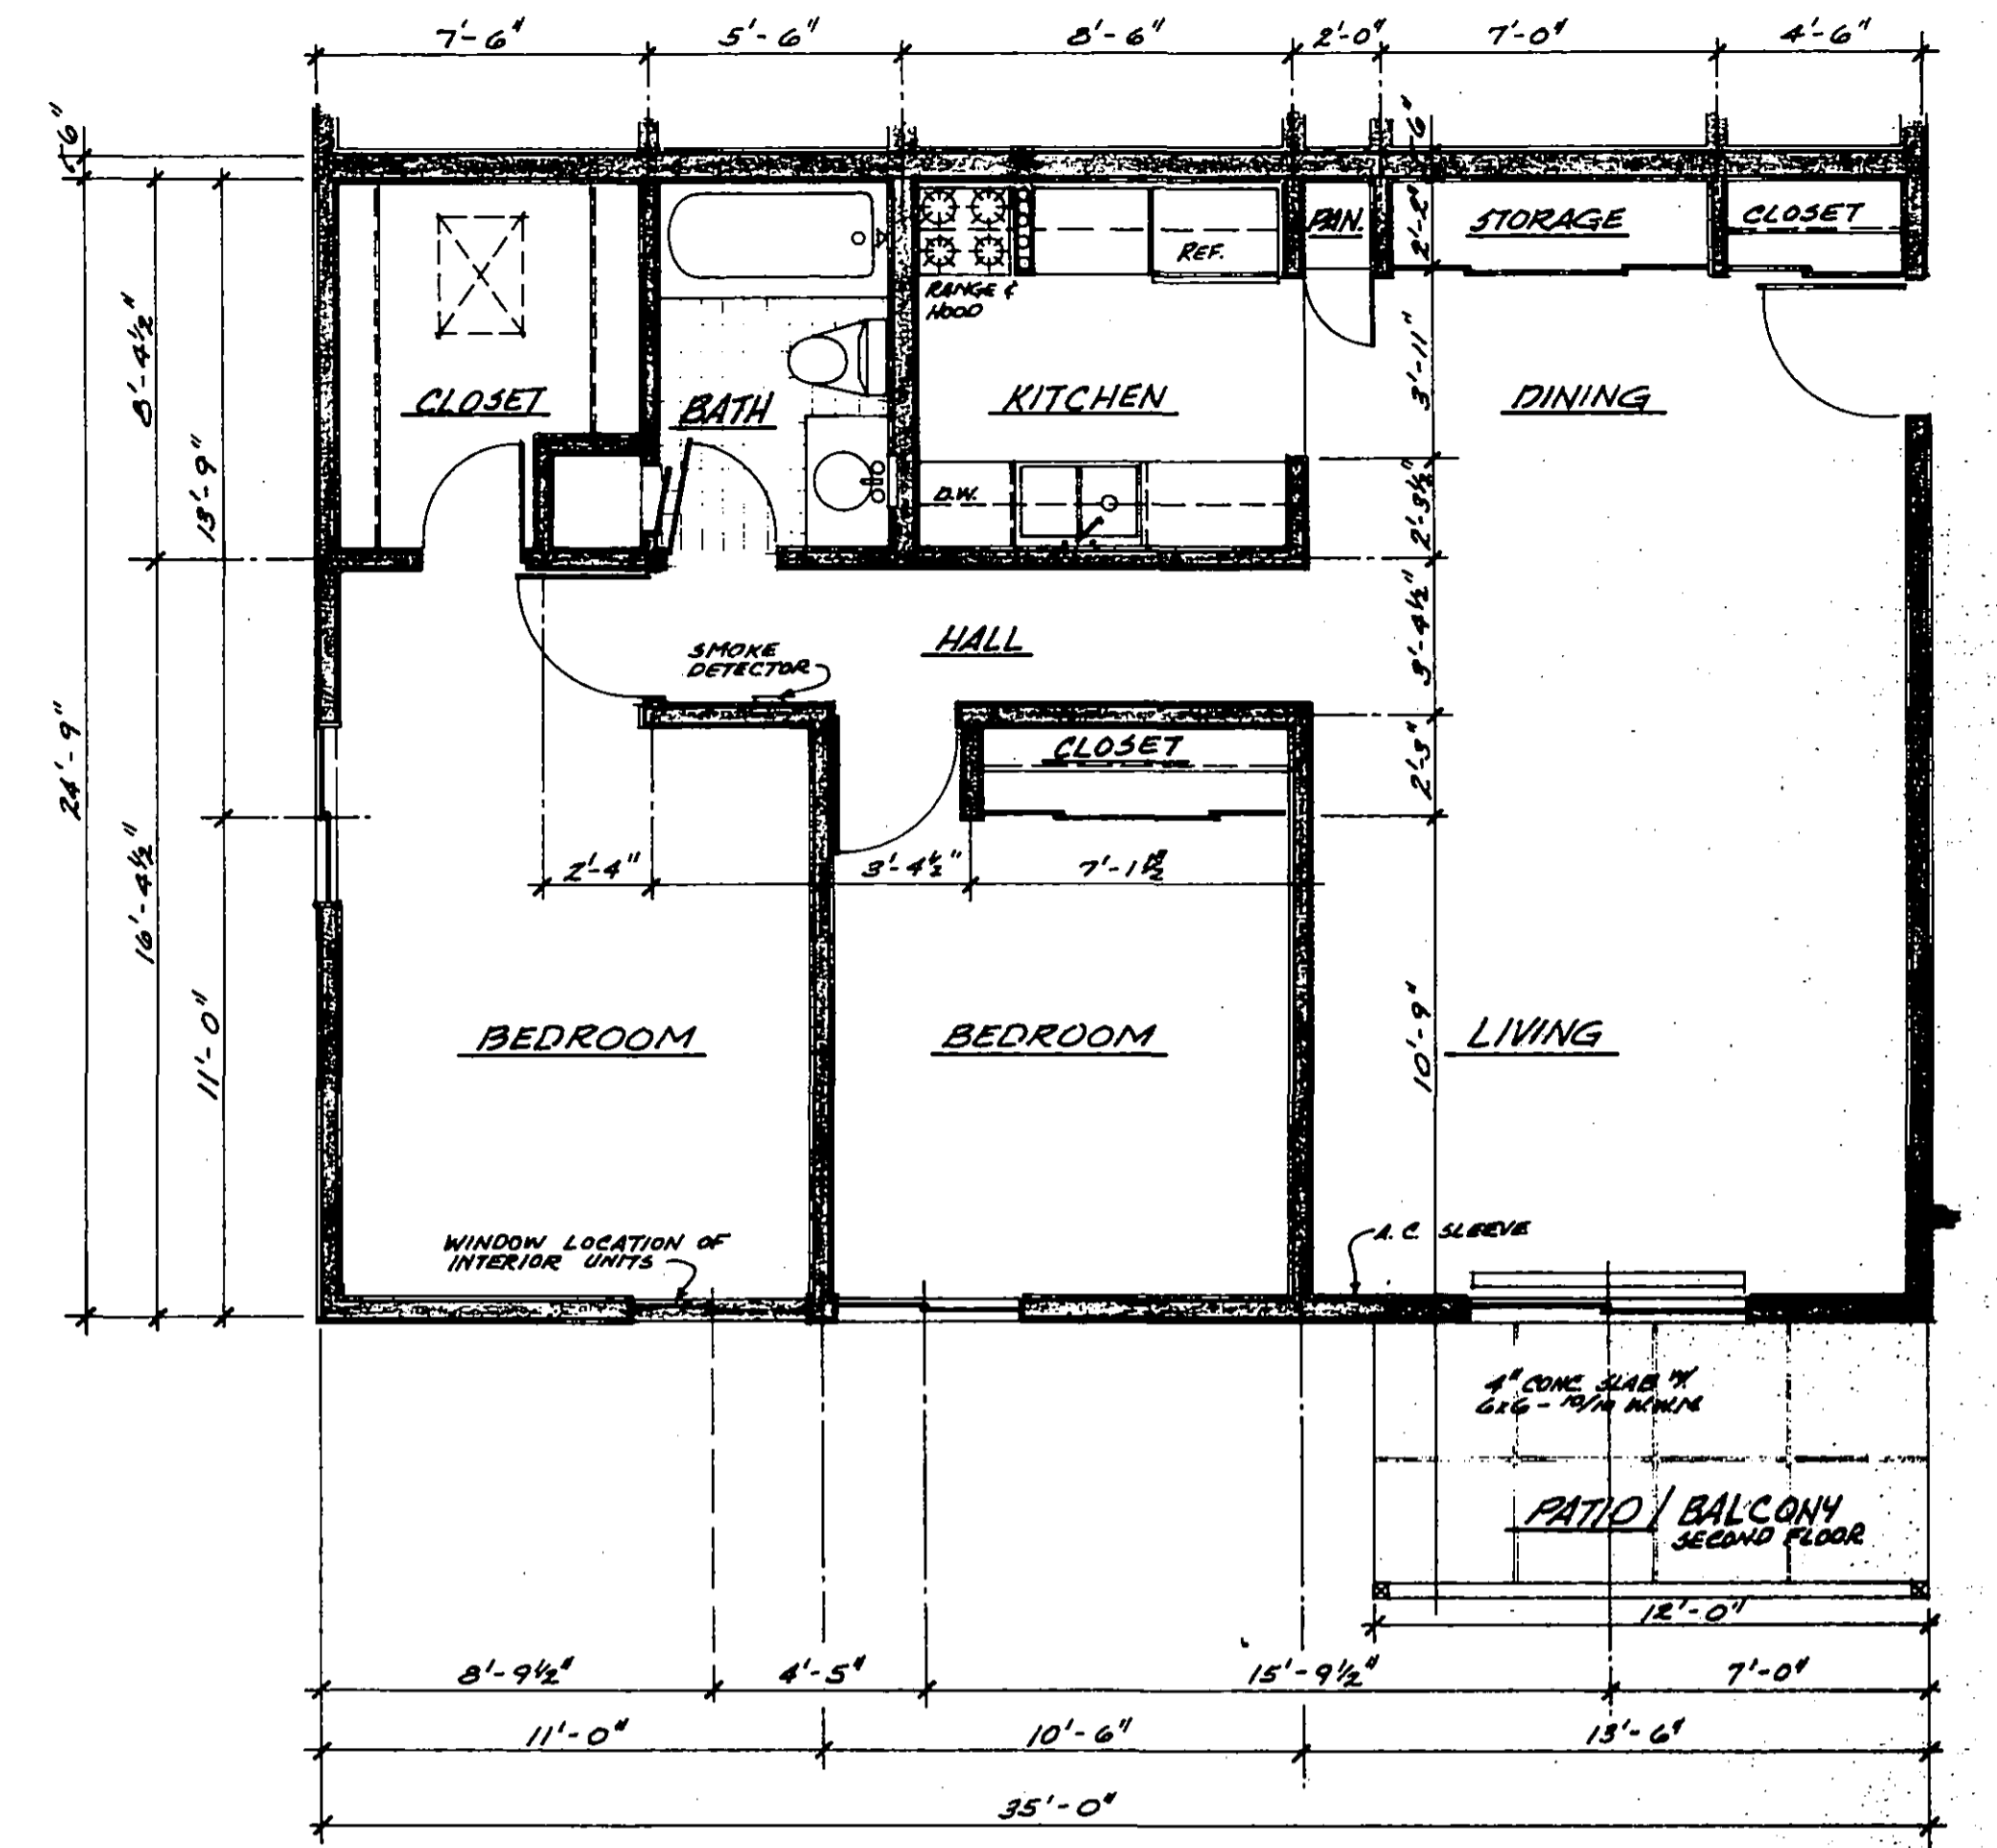 7'-6"
5'-6"
8'-6"
2'-0"
7'-0"
4'-6"
6"
6"
2'-2"
PAN.
STORAGE
CLOSET
REF.
RANGE &
HOOD
8'-4½"
3'-11"
CLOSET
BATH
KITCHEN
DINING
13'-9"
D.W.
2'-3½"
HALL
3'-4½"
SMOKE
DETECTOR
24'-9"
CLOSET
2'-3"
2'-4"
3'-4½"
7'-1½"
16'-4½"
11'-0"
BEDROOM
BEDROOM
10'-9"
LIVING
WINDOW LOCATION OF
INTERIOR UNITS
A.C. SLEEVE
4" CONC. SLAB W/
6x6 - 10/10 W.W.M.
PATIO / BALCONY
SECOND FLOOR
12'-0"
8'-9½"
4'-5"
15'-9½"
7'-0"
11'-0"
10'-6"
13'-6"
35'-0"